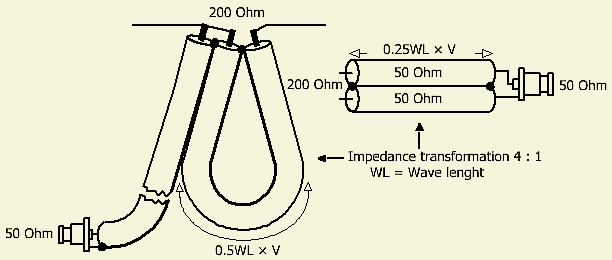 200 Ohm
0.25WL × V
50 Ohm
200 Ohm
50 Ohm
50 Ohm
Impedance transformation 4 : 1
WL = Wave lenght
50 Ohm
0.5WL × V